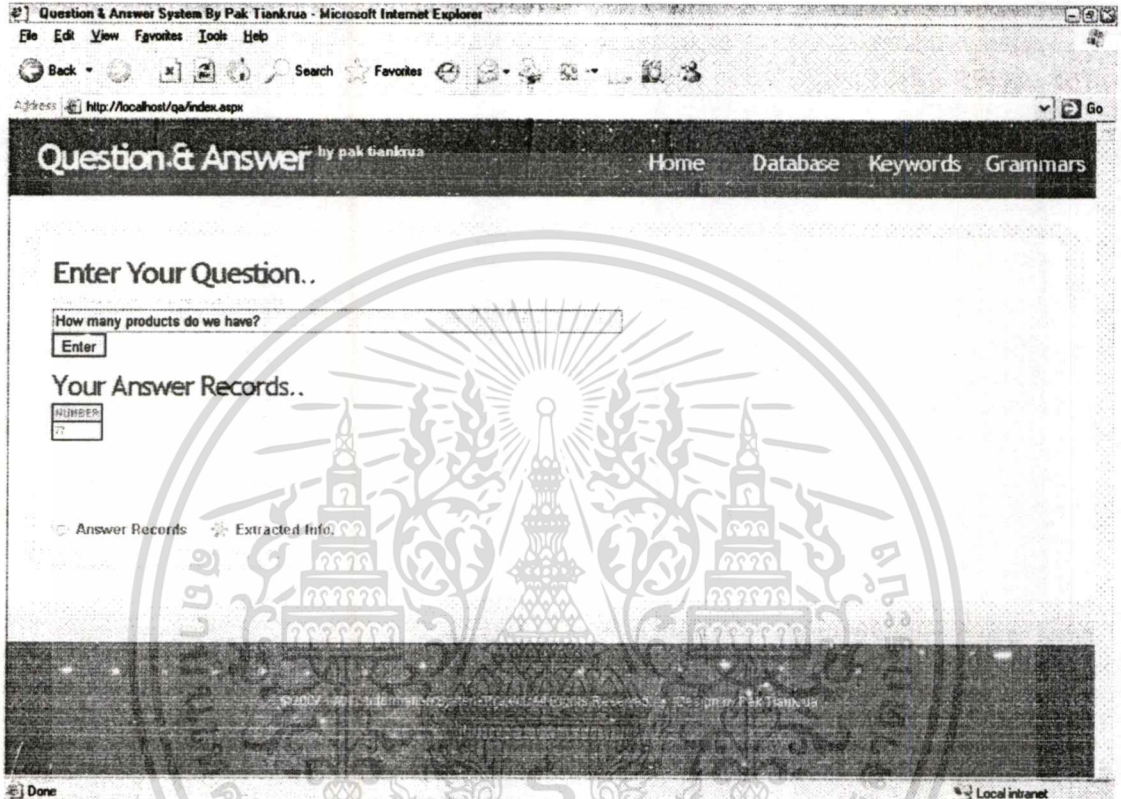 Question & Answer System By Pak Tiankrua - Microsoft Internet Explorer
File Edit View Favorites Tools Help
Back Search Favorites
Address http://localhost/qa/index.aspx Go
Question & Answer by pak tiankrua Home Database Keywords Grammars
Enter Your Question..
How many products do we have?
Enter
Your Answer Records..
NUMBER
77
Answer Records Extracted Info.
Done Local intranet